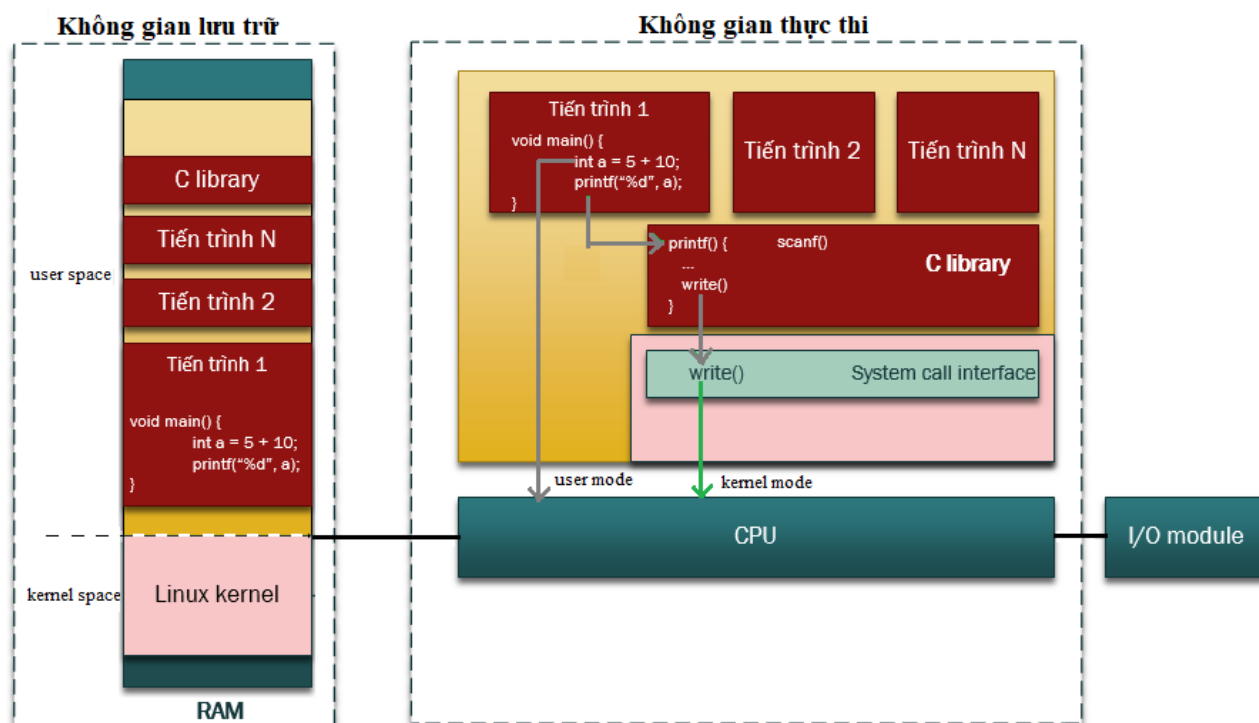 Không gian lưu trữ
Không gian thực thi
C library
Tiến trình N
user space
Tiến trình 2
Tiến trình 1
void main() {
int a = 5 + 10;
printf("%d", a);
}
kernel space
Linux kernel
RAM
Tiến trình 1
void main() {
int a = 5 + 10;
printf("%d", a);
}
Tiến trình 2
Tiến trình N
printf() { scanf()
...
write()
}
C library
write() System call interface
user mode
kernel mode
CPU
I/O module